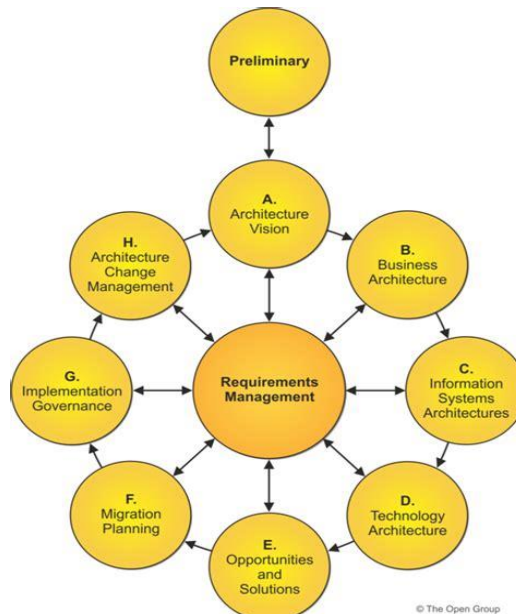 Preliminary
A.
Architecture
Vision
B.
Business
Architecture
C.
Information
Systems
Architectures
D.
Technology
Architecture
E.
Opportunities
and
Solutions
F.
Migration
Planning
G.
Implementation
Governance
H.
Architecture
Change
Management
Requirements
Management
© The Open Group